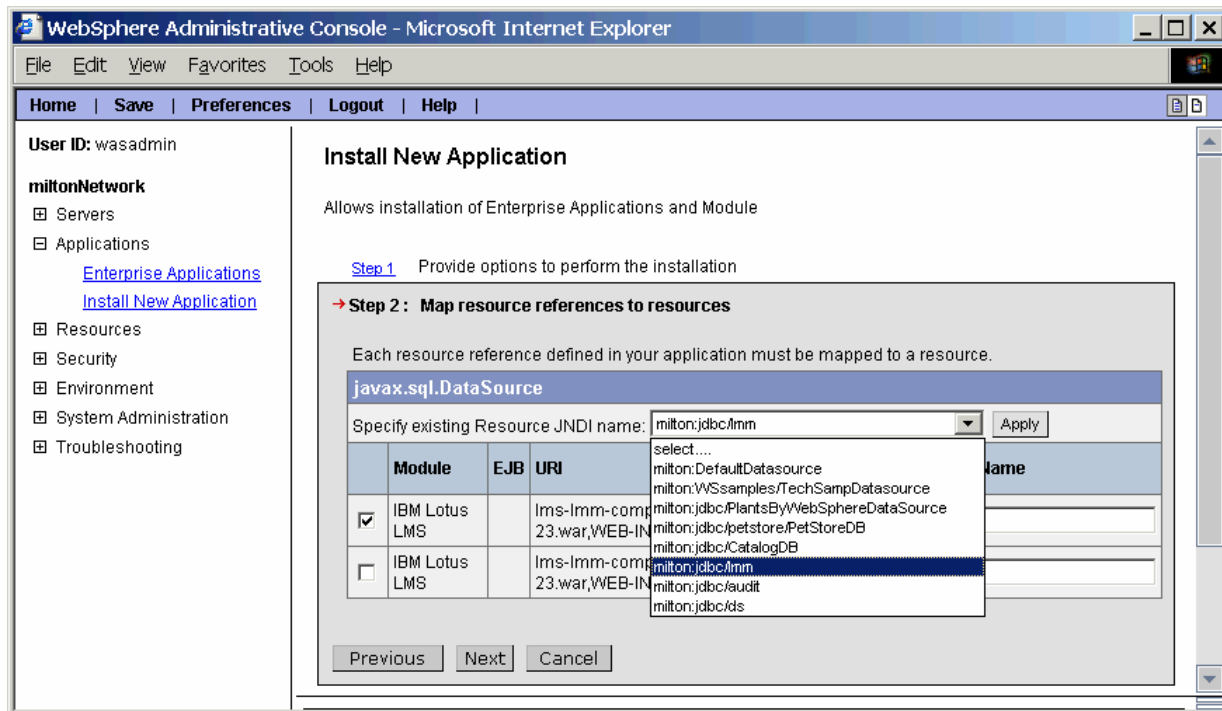 WebSphere Administrative Console - Microsoft Internet Explorer
File Edit View Favorites Tools Help
Home | Save | Preferences | Logout | Help |
User ID: wasadmin
miltonNetwork
Servers
Applications
Enterprise Applications
Install New Application
Resources
Security
Environment
System Administration
Troubleshooting
Install New Application
Allows installation of Enterprise Applications and Module
Step 1 Provide options to perform the installation
Step 2 : Map resource references to resources
Each resource reference defined in your application must be mapped to a resource.
javax.sql.DataSource
Specify existing Resource JNDI name: milton:jdbc/lmm Apply
select....
milton:DefaultDatasource
milton:WSsamples/TechSampDatasource
milton:jdbc/PlantsByWebSphereDataSource
milton:jdbc/petstore/PetStoreDB
milton:jdbc/CatalogDB
milton:jdbc/lmm
milton:jdbc/audit
milton:jdbc/ds
Module EJB URI Name
IBM Lotus LMS lms-lmm-comp
23.war,WEB-IN
IBM Lotus LMS lms-lmm-comp
23.war,WEB-IN
Previous Next Cancel